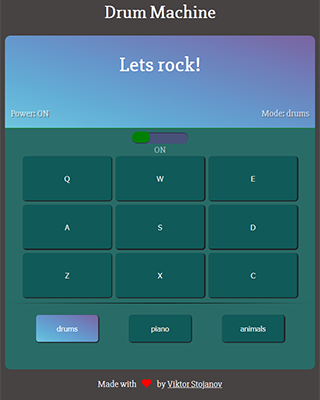 Drum Machine
Lets rock!
Power: ON Mode: drums
ON
Q W E
A S D
Z X C
drums piano animals
Made with ♥ by Viktor Stojanov